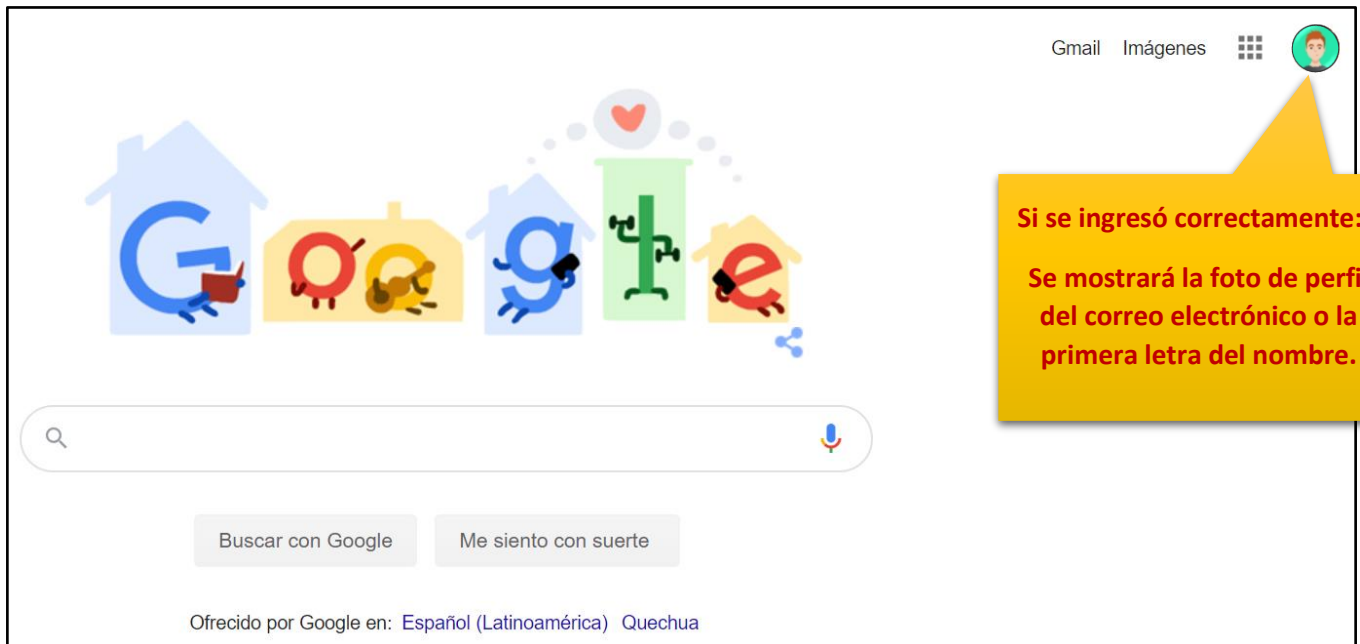 Gmail Imágenes
Google
Si se ingresó correctamente:
Se mostrará la foto de perfi
del correo electrónico o la
primera letra del nombre.
Buscar con Google Me siento con suerte
Ofrecido por Google en: Español (Latinoamérica) Quechua